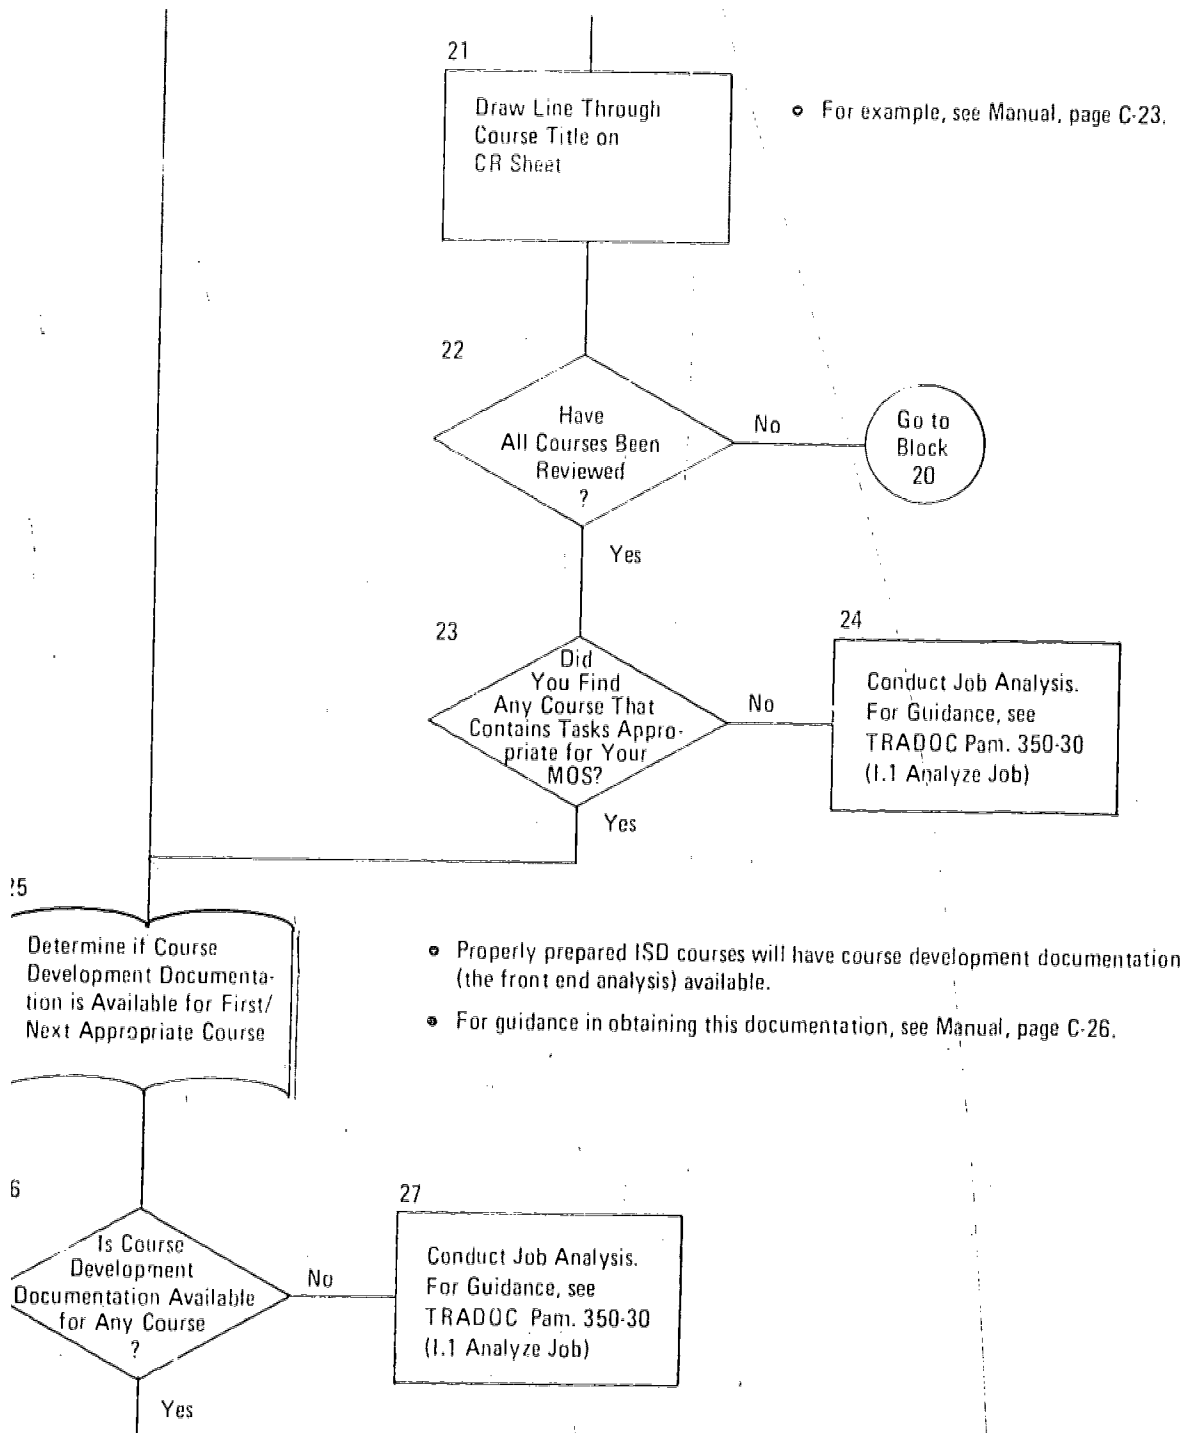 21
Draw Line Through
Course Title on
CR Sheet
• For example, see Manual, page C-23.
22
Have
All Courses Been
Reviewed
?
No
Go to
Block
20
Yes
23
Did
You Find
Any Course That
Contains Tasks Appro-
priate for Your
MOS?
No
24
Conduct Job Analysis.
For Guidance, see
TRADOC Pam. 350-30
(I.1 Analyze Job)
Yes
25
Determine if Course
Development Documenta-
tion is Available for First/
Next Appropriate Course
• Properly prepared ISD courses will have course development documentation
(the front end analysis) available.
• For guidance in obtaining this documentation, see Manual, page C-26.
6
Is Course
Development
Documentation Available
for Any Course
?
No
27
Conduct Job Analysis.
For Guidance, see
TRADOC Pam. 350-30
(I.1 Analyze Job)
Yes